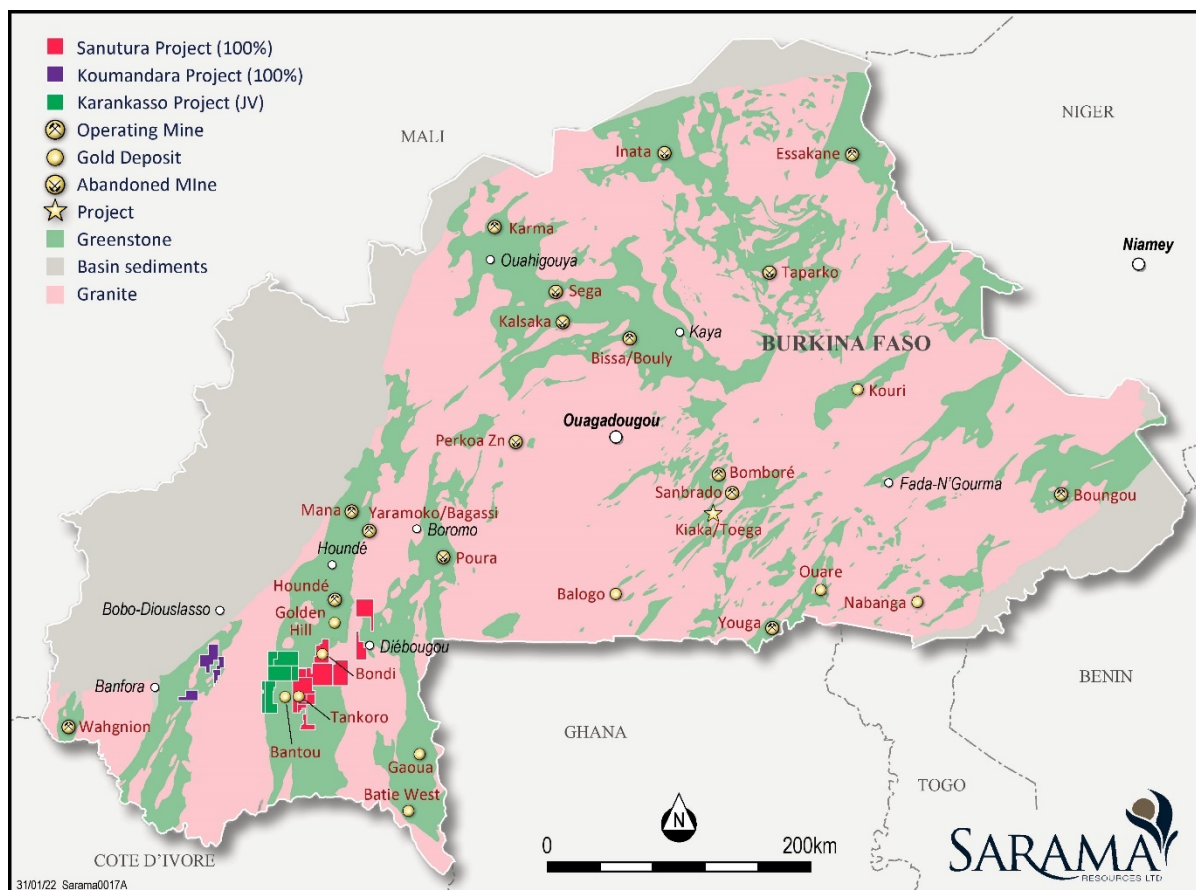 Sanutura Project (100%)
Koumandara Project (100%)
Karankasso Project (JV)
Operating Mine
Gold Deposit
Abandoned MIne
Project
Greenstone
Basin sediments
Granite
MALI
NIGER
Inata
Essakane
Karma
Ouahigouya
Niamey
Taparko
Sega
Kalsaka
Kaya
Bissa/Bouly
BURKINA FASO
Kouri
Ouagadougou
Perkoa Zn
Bomboré
Sanbrado
Fada-N'Gourma
Boungou
Kiaka/Toega
Mana
Yaramoko/Bagassi
Boromo
Houndé
Poura
Houndé
Golden
Hill
Bobo-Diouslasso
Balogo
Ouare
Nabanga
Youga
Diébougou
Bondi
Banfora
Tankoro
Wahgnion
Bantou
Gaoua
Batie West
GHANA
BENIN
TOGO
COTE D'IVORE
N
0
200km
SARAMA
RESOURCES LTD
31/01/22 Sarama0017A